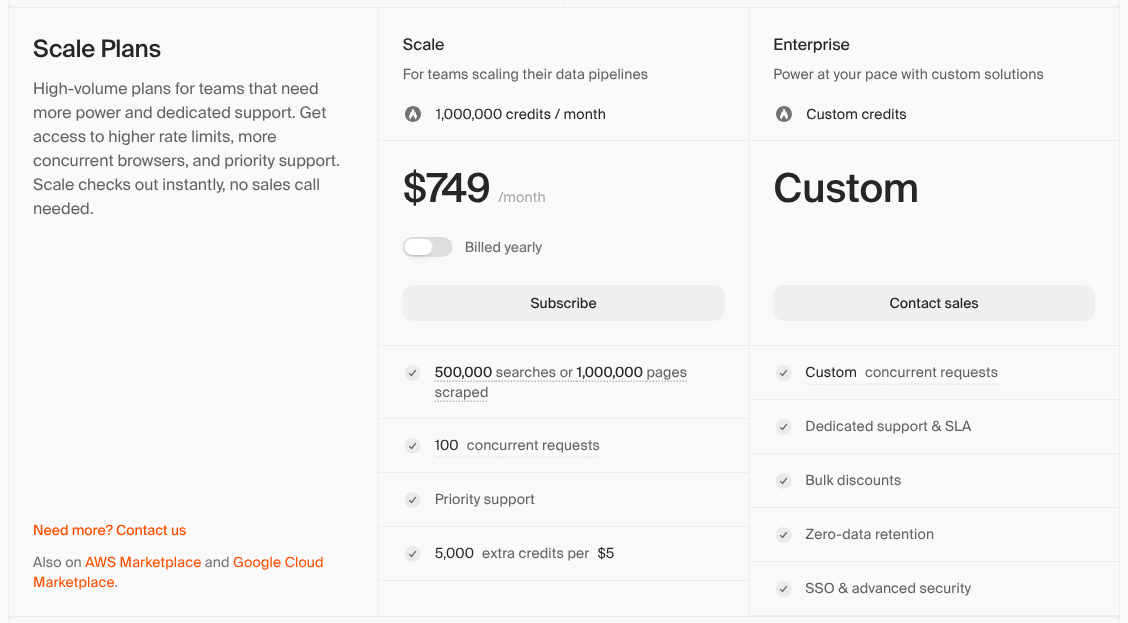 Scale Plans
High-volume plans for teams that need
more power and dedicated support. Get
access to higher rate limits, more
concurrent browsers, and priority support.
Scale checks out instantly, no sales call
needed.
Need more? Contact us
Also on AWS Marketplace and Google Cloud
Marketplace.
Scale
For teams scaling their data pipelines
1,000,000 credits / month
$749 /month
Billed yearly
Subscribe
500,000 searches or 1,000,000 pages
scraped
100 concurrent requests
Priority support
5,000 extra credits per $5
Enterprise
Power at your pace with custom solutions
Custom credits
Custom
Contact sales
Custom concurrent requests
Dedicated support & SLA
Bulk discounts
Zero-data retention
SSO & advanced security